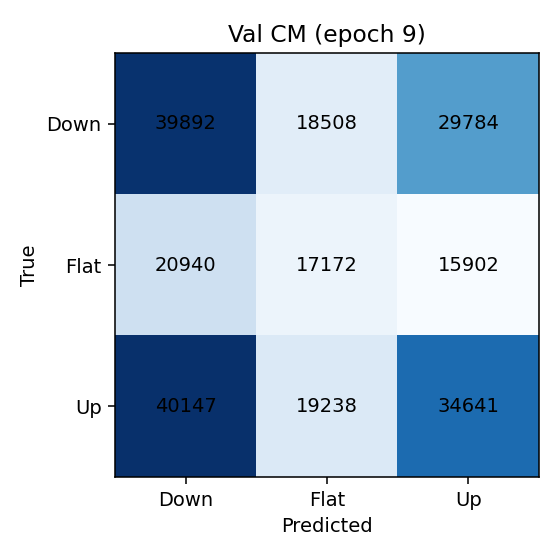 Val CM (epoch 9)
True
Down 39892 18508 29784
Flat 20940 17172 15902
Up 40147 19238 34641
Down Flat Up
Predicted